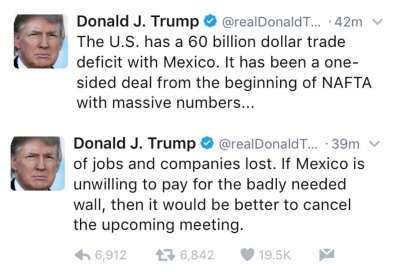 Donald J. Trump @realDonaldT... · 42m
The U.S. has a 60 billion dollar trade
deficit with Mexico. It has been a one-
sided deal from the beginning of NAFTA
with massive numbers...
Donald J. Trump @realDonaldT... · 39m
of jobs and companies lost. If Mexico is
unwilling to pay for the badly needed
wall, then it would be better to cancel
the upcoming meeting.
6,912 6,842 19.5K